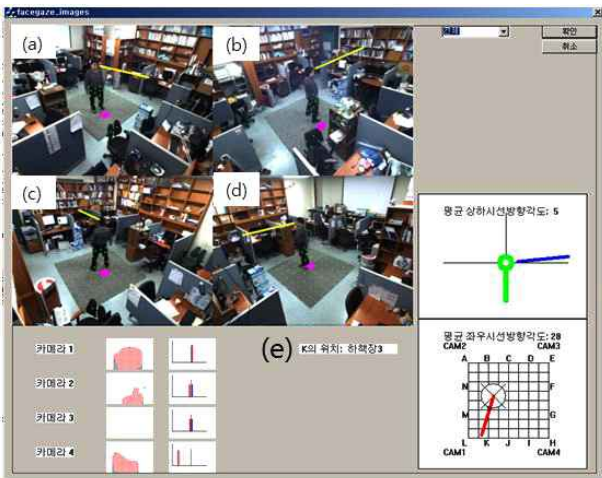 facegaze_images
(a)
(b)
전체
확인
취소
(c)
(d)
평균 상하시선방향각도: 5
카메라 1
(e)
K의 위치: 하책장3
카메라 2
카메라 3
카메라 4
평균 좌우시선방향각도: 28
CAM2 CAM3
A B C D E
N F
M G
L K J I H
CAM1 CAM4